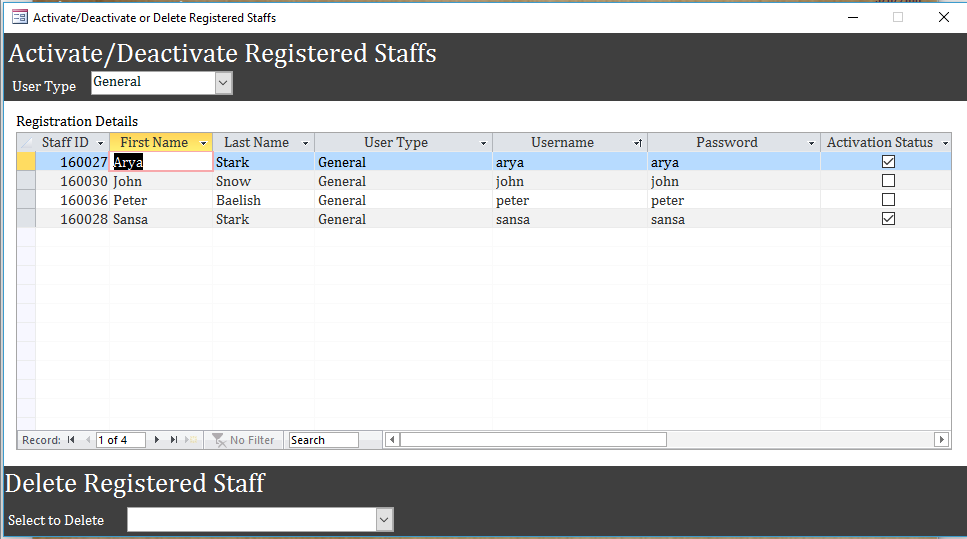 Activate/Deactivate or Delete Registered Staffs
Activate/Deactivate Registered Staffs
User Type General
Registration Details
Staff ID First Name Last Name User Type Username Password Activation Status
160027 Arya Stark General arya arya
160030 John Snow General john john
160036 Peter Baelish General peter peter
160028 Sansa Stark General sansa sansa
Record: 1 of 4 No Filter Search
Delete Registered Staff
Select to Delete